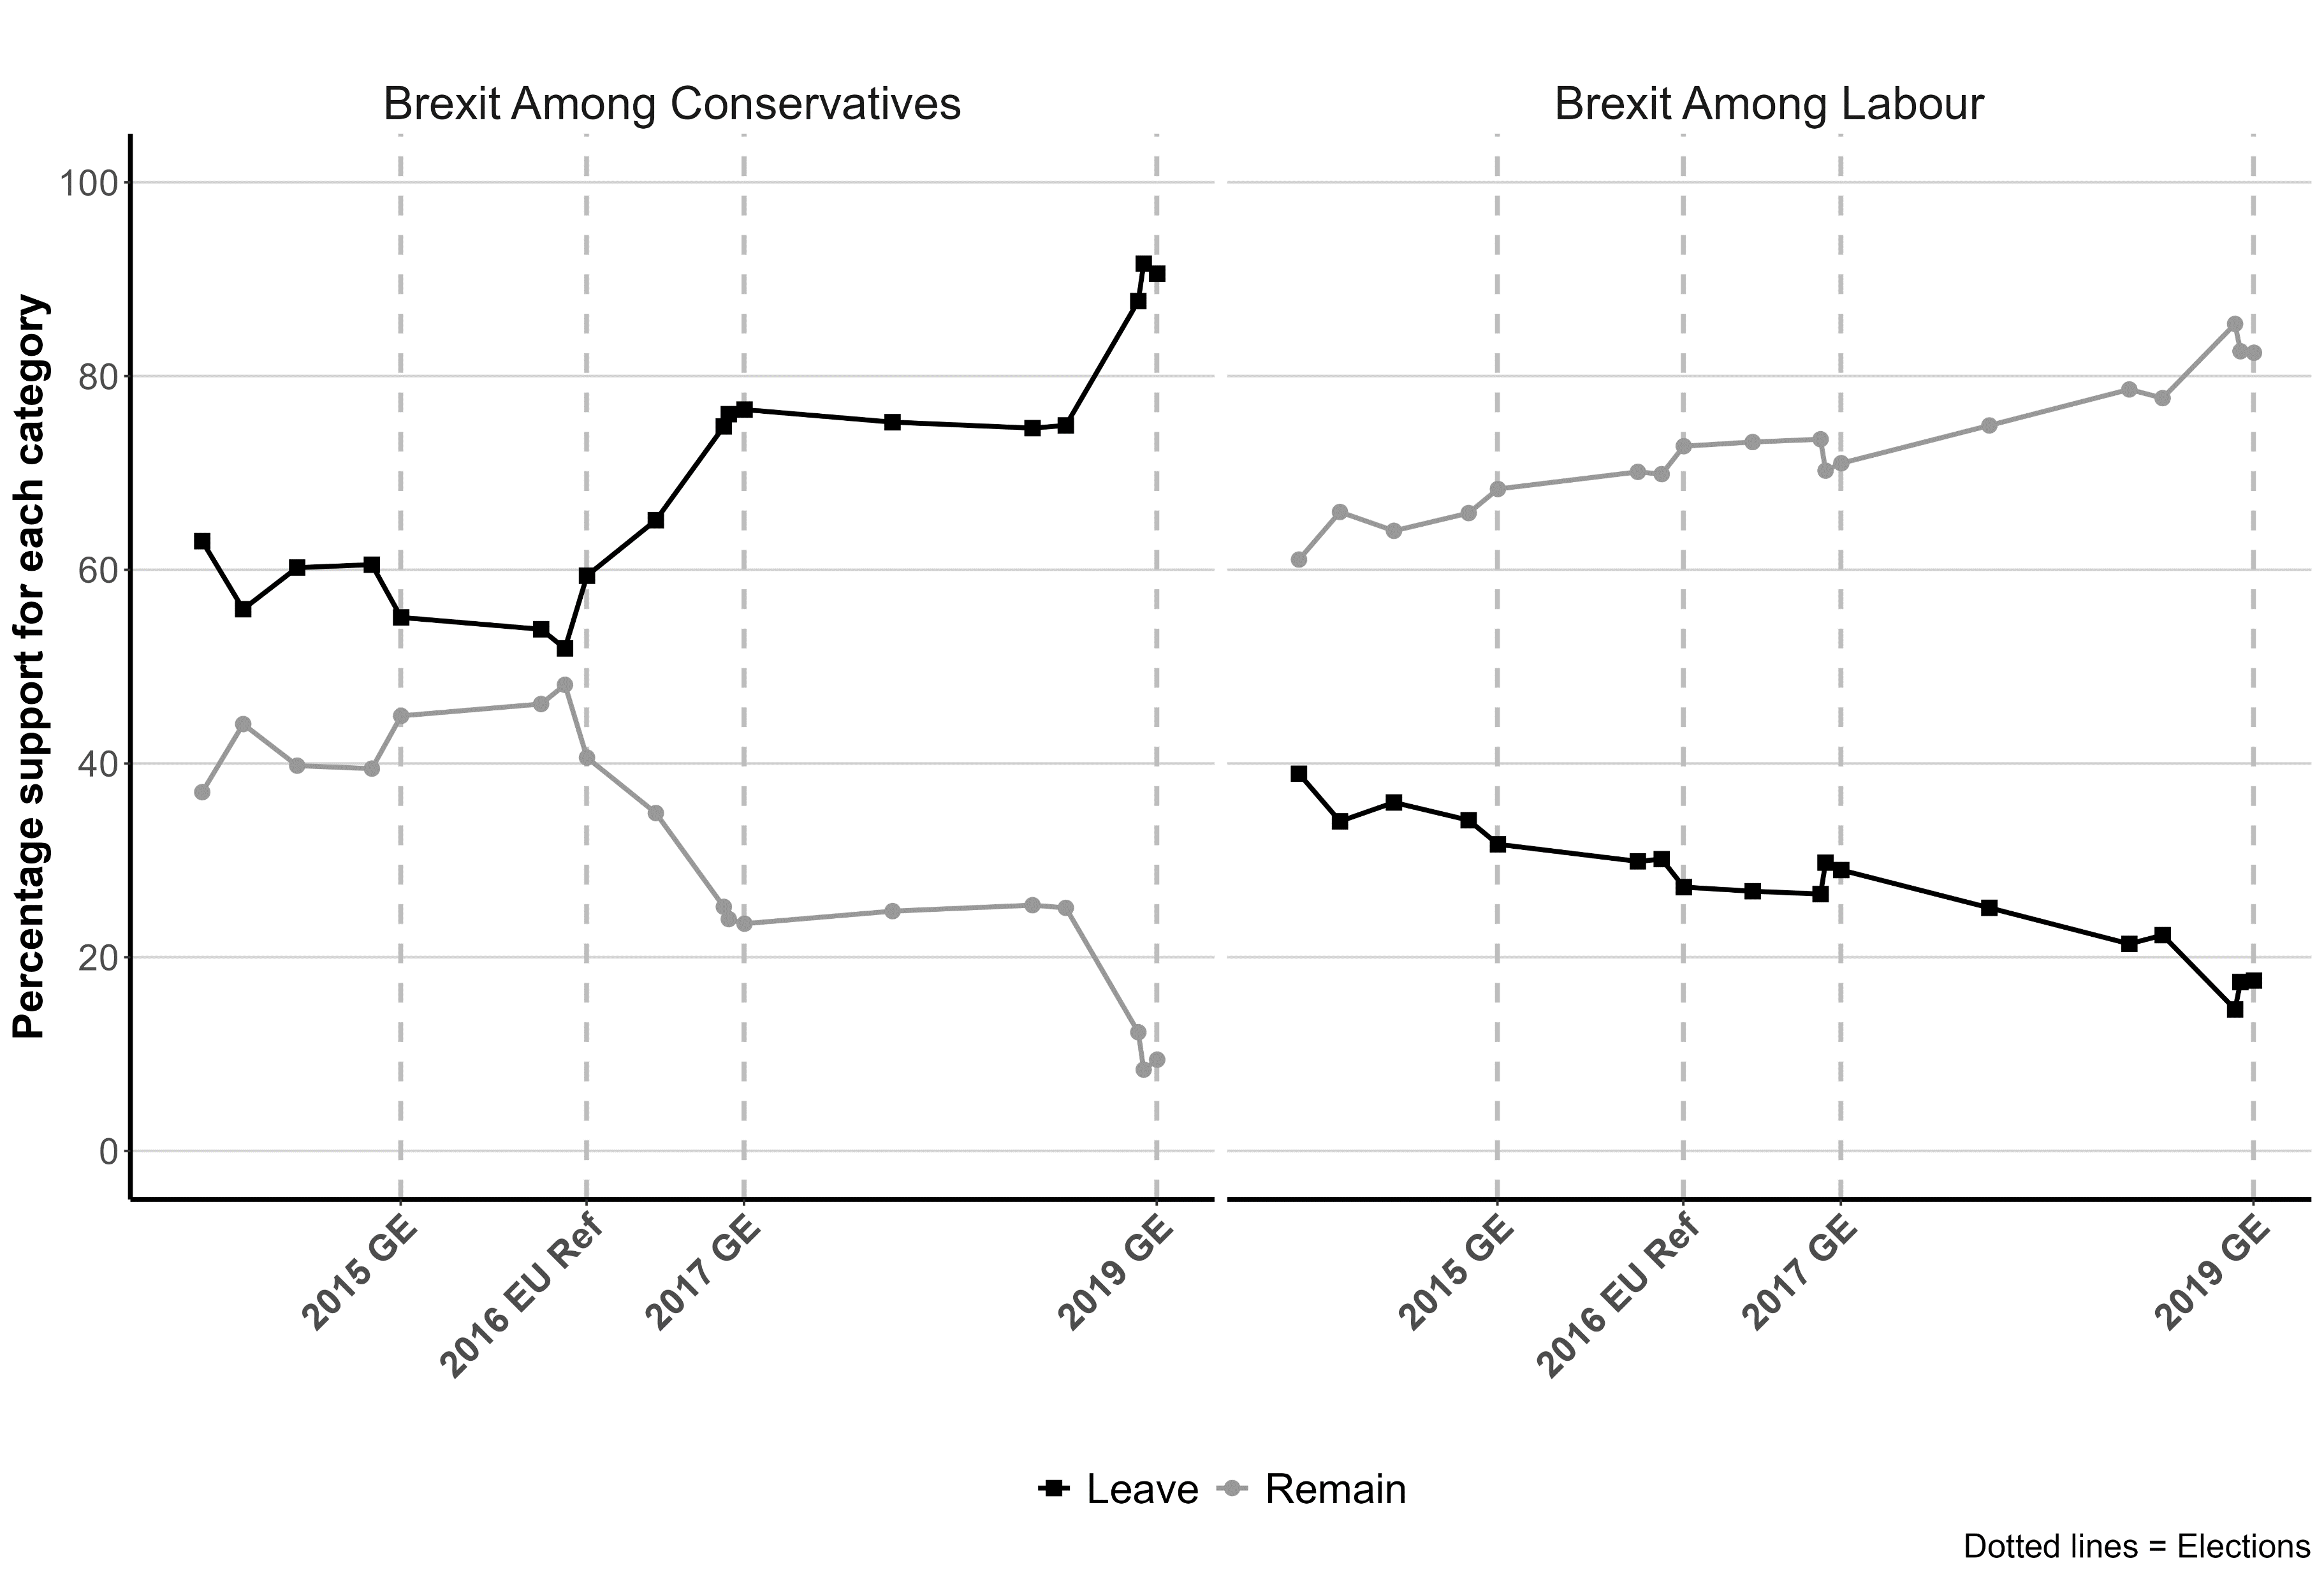 Brexit Among Conservatives
Brexit Among Labour
Percentage support for each category
100
80
60
40
20
0
2015 GE
2016 EU Ref
2017 GE
2019 GE
2015 GE
2016 EU Ref
2017 GE
2019 GE
Leave
Remain
Dotted lines = Elections